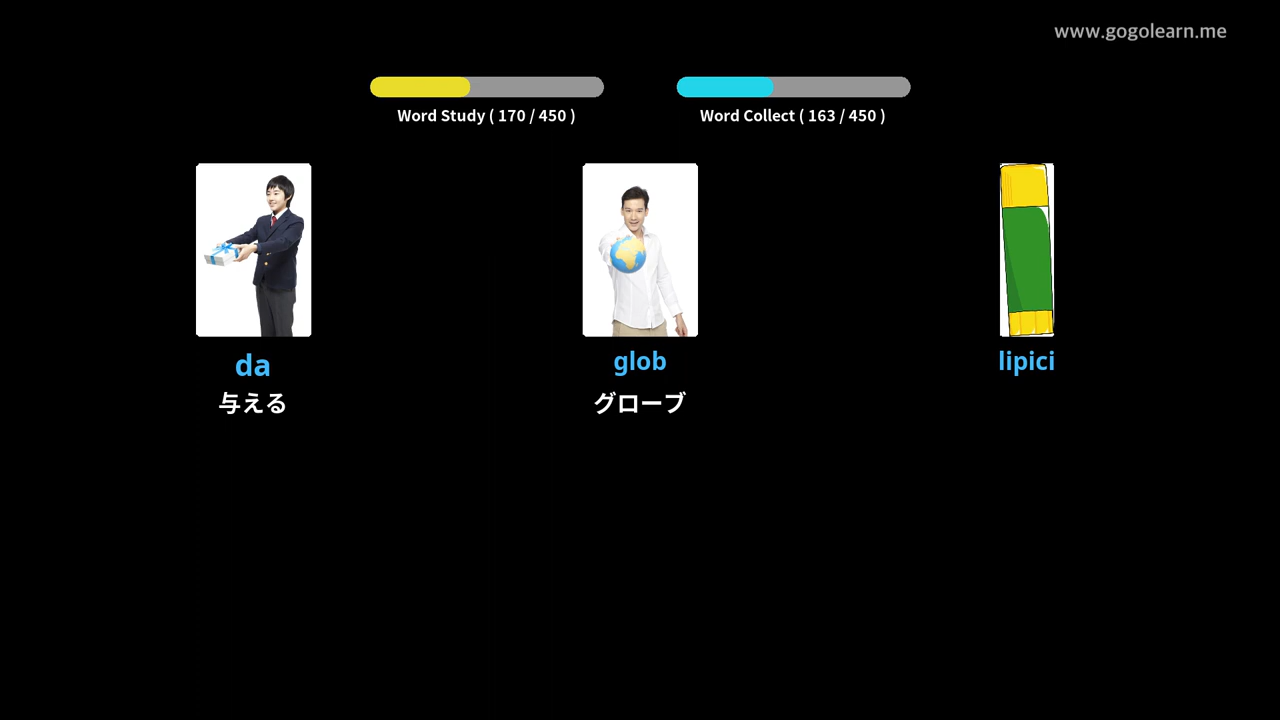 www.gogolearn.me
Word Study ( 170 / 450 )
Word Collect ( 163 / 450 )
da
与える
glob
グローブ
lipici